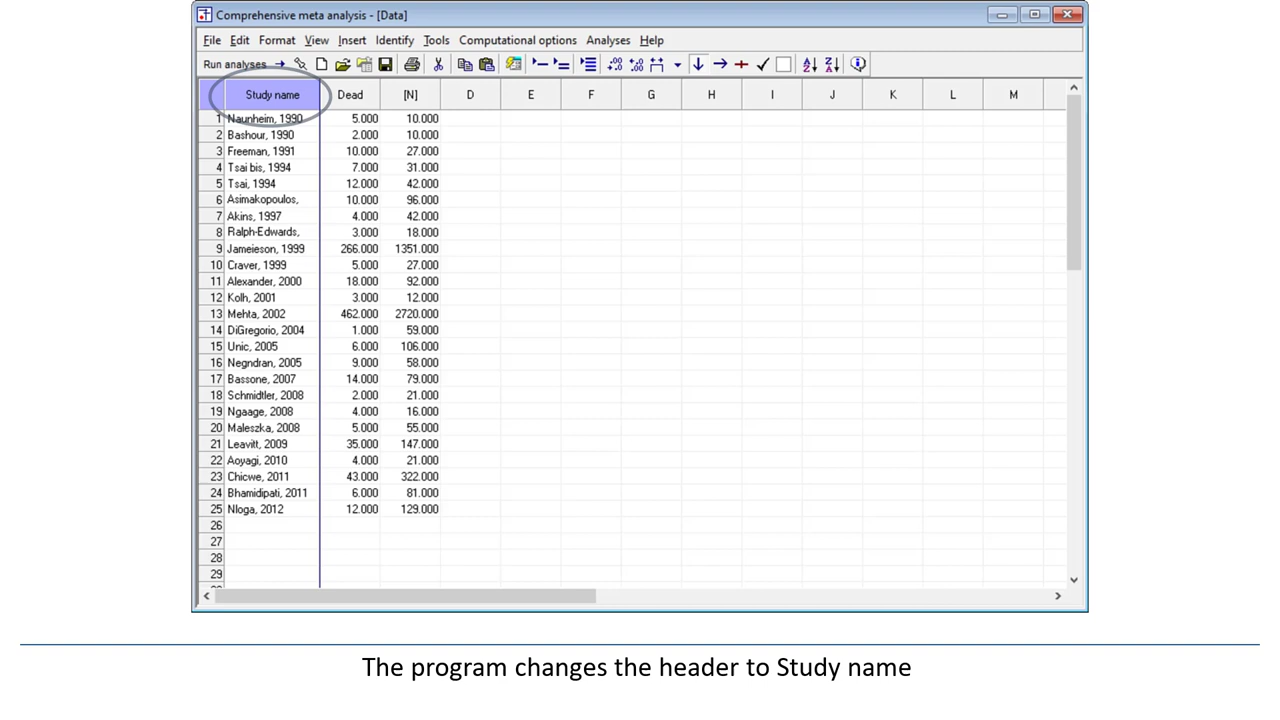 Comprehensive meta analysis - [Data]
File Edit Format View Insert Identify Tools Computational options Analyses Help
Run analyses
Study name Dead [N] D E F G H I J K L M
1 Naunheim, 1990 5.000 10.000
2 Bashour, 1990 2.000 10.000
3 Freeman, 1991 10.000 27.000
4 Tsai bis, 1994 7.000 31.000
5 Tsai, 1994 12.000 42.000
6 Asimakopoulos, 10.000 96.000
7 Akins, 1997 4.000 42.000
8 Ralph-Edwards, 3.000 18.000
9 Jameieson, 1999 266.000 1351.000
10 Craver, 1999 5.000 27.000
11 Alexander, 2000 18.000 92.000
12 Kolh, 2001 3.000 12.000
13 Mehta, 2002 462.000 2720.000
14 DiGregorio, 2004 1.000 59.000
15 Unic, 2005 6.000 106.000
16 Negndran, 2005 9.000 58.000
17 Bassone, 2007 14.000 79.000
18 Schmidtler, 2008 2.000 21.000
19 Ngaage, 2008 4.000 16.000
20 Maleszka, 2008 5.000 55.000
21 Leavitt, 2009 35.000 147.000
22 Aoyagi, 2010 4.000 21.000
23 Chicwe, 2011 43.000 322.000
24 Bhamidipati, 2011 6.000 81.000
25 Nloga, 2012 12.000 129.000
26
27
28
29
The program changes the header to Study name